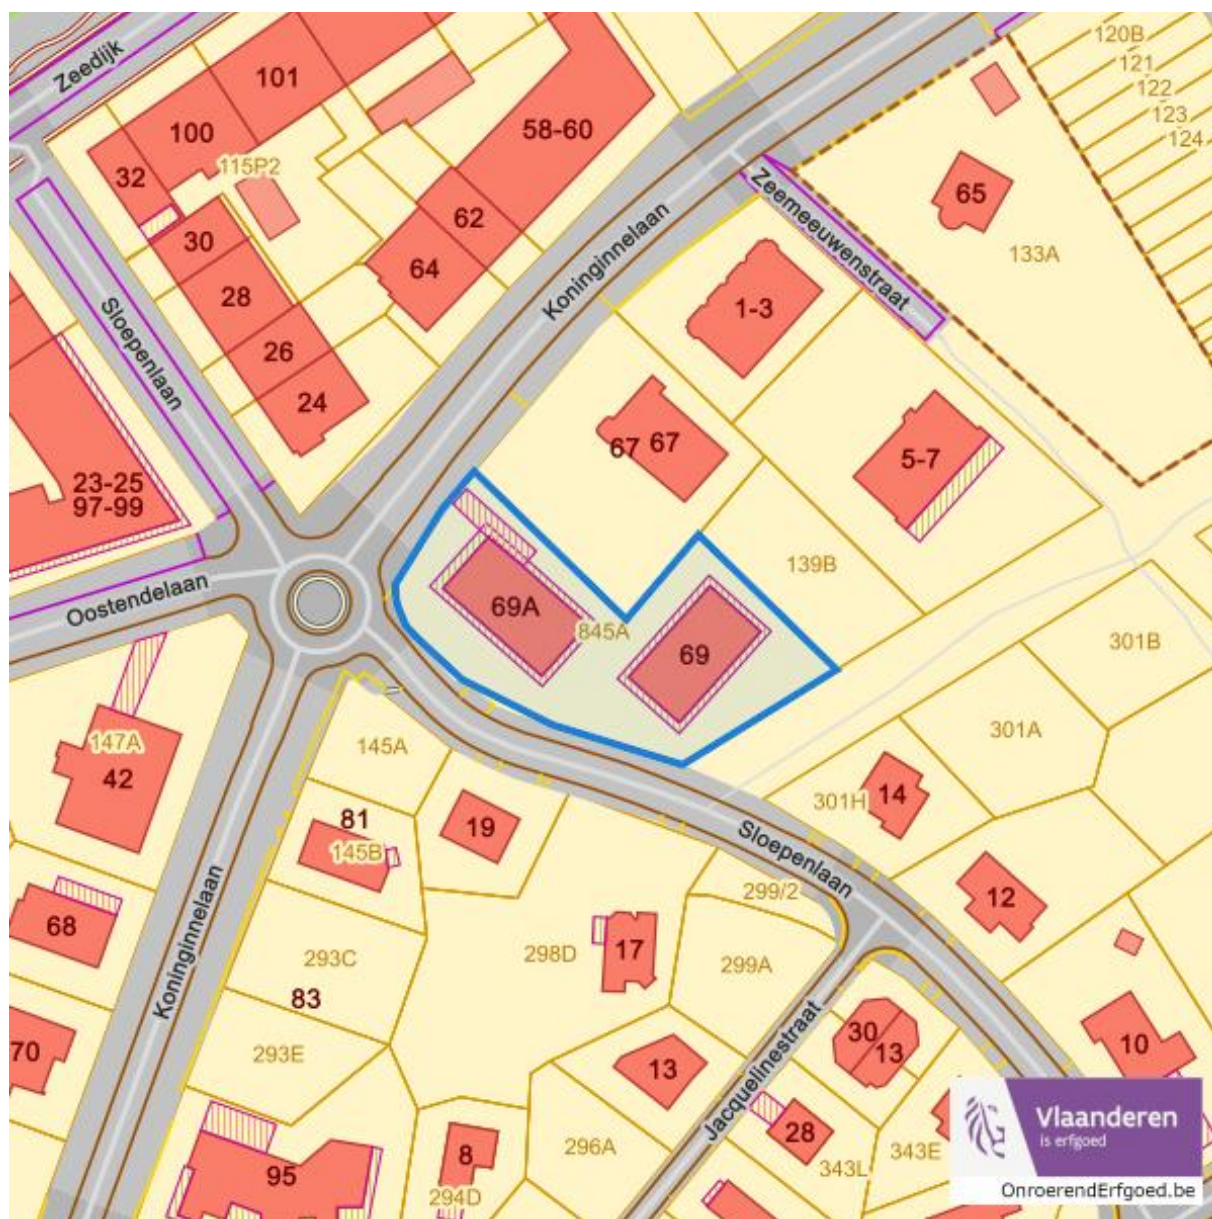 Zeedijk
101
100
120B
121
122
123
124
58-60
115P2
32
65
Zeemeeuwenstraat
62
30
133A
64
Koninginnelaan
28
1-3
Sloepenlaan
26
24
67
67
5-7
23-25
97-99
139B
Oostendelaan
69A
845A
301B
69
301A
147A
145A
42
301H
14
81
19
145B
Sloepenlaan
299/2
12
68
17
Koninginnelaan
293C
298D
299A
83
30
13
70
293E
10
13
Jacquelinestraat
28
296A
343E
8
343L
95
294D
Vlaanderen
is erfgoed
OnroerendErfgoed.be